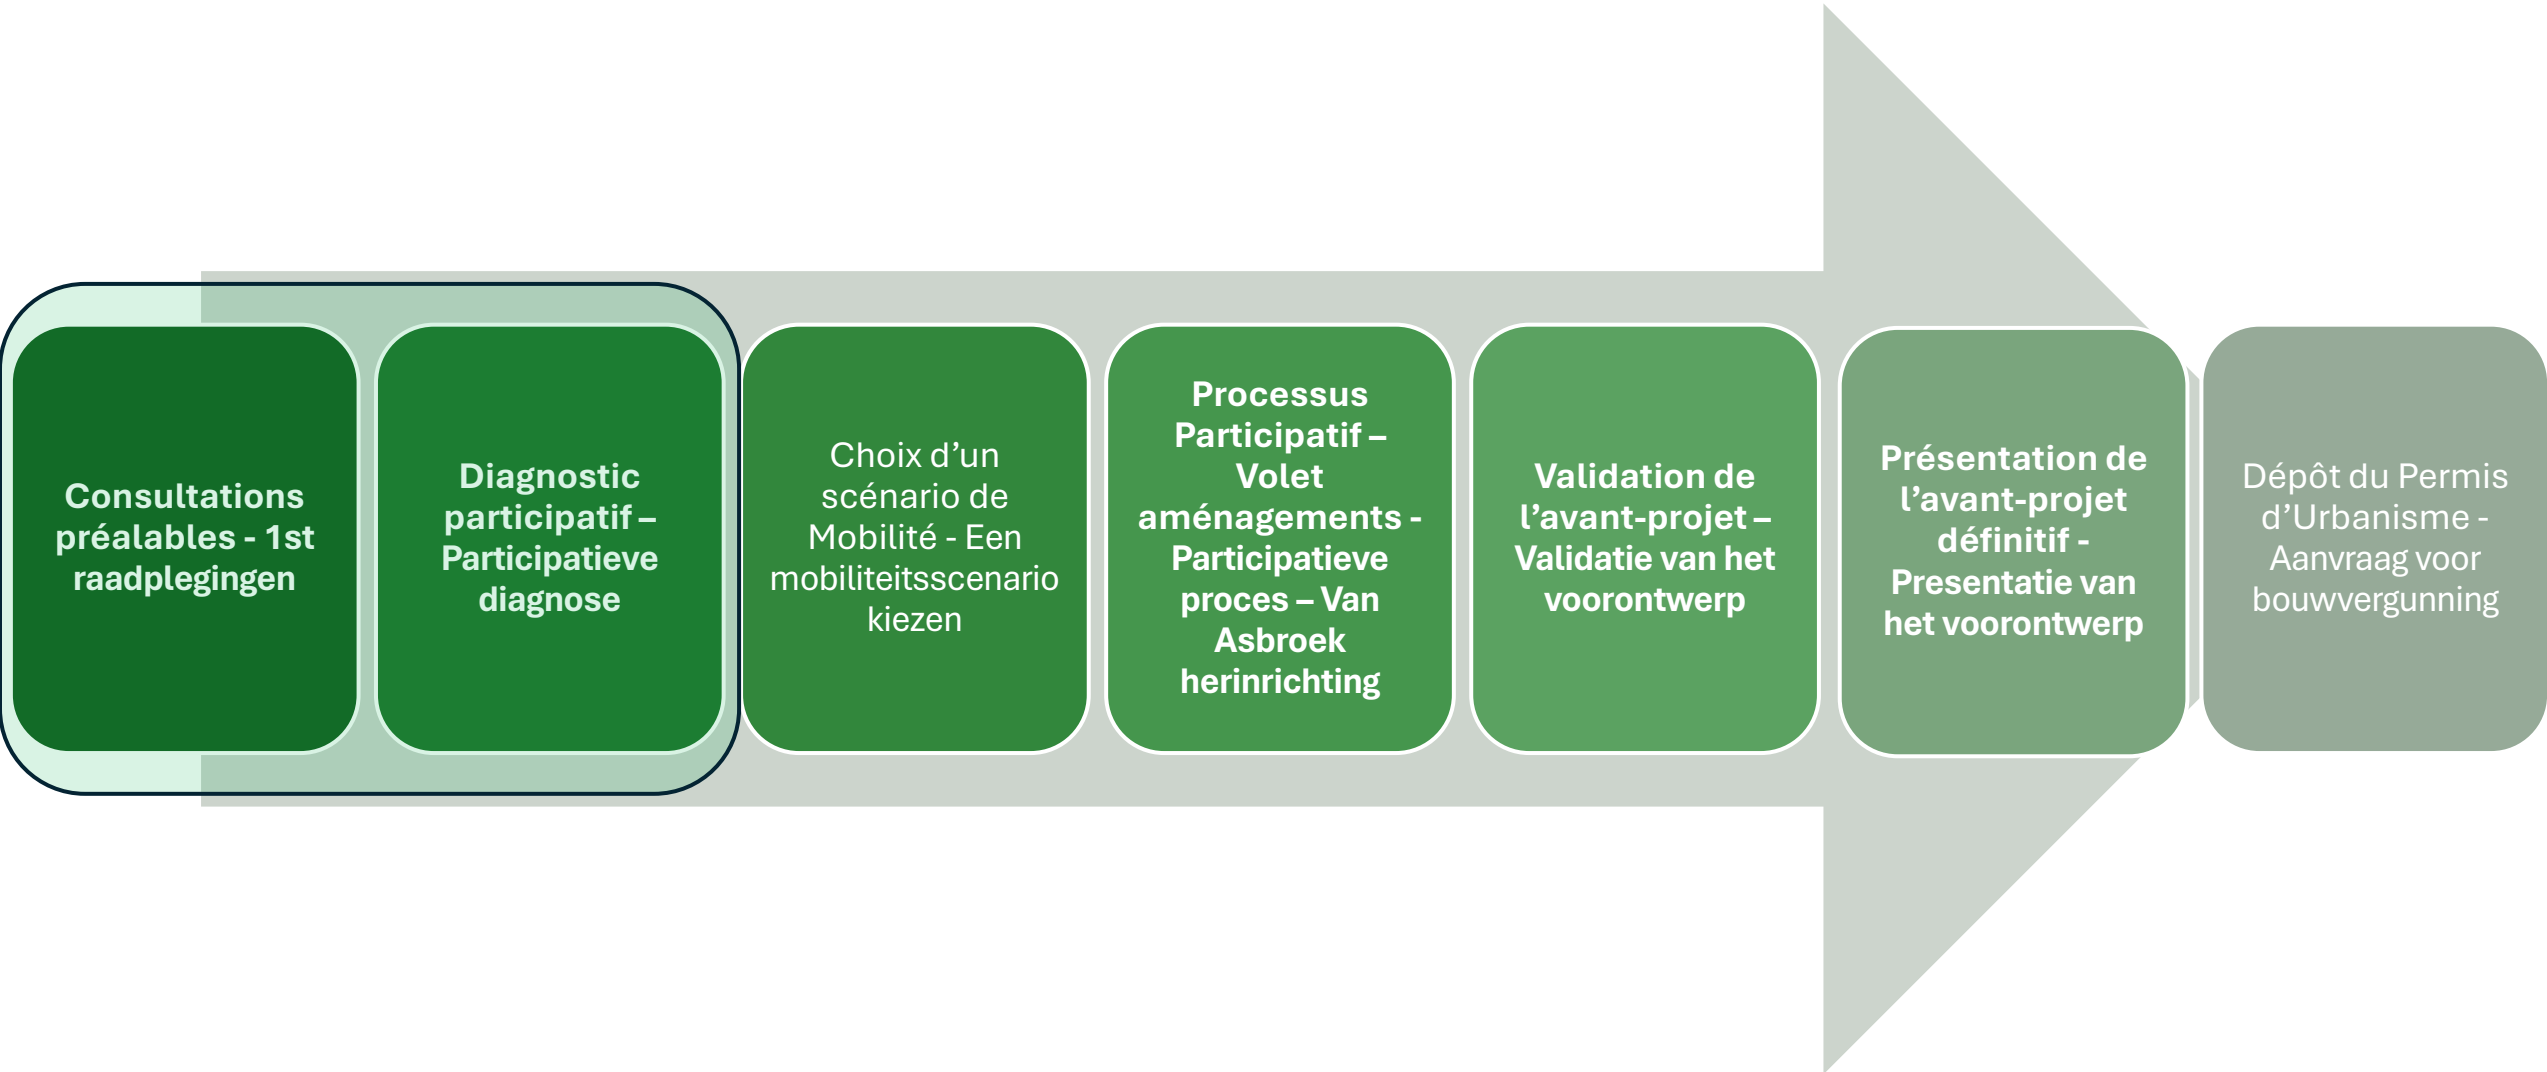 Consultations
préalables - 1st
raadplegingen
Diagnostic
participatif –
Participatieve
diagnose
Choix d’un
scénario de
Mobilité - Een
mobiliteitsscenario
kiezen
Processus
Participatif –
Volet
aménagements -
Participatieve
proces – Van
Asbroek
herinrichting
Validation de
l’avant-projet –
Validatie van het
voorontwerp
Présentation de
l’avant-projet
définitif -
Presentatie van
het voorontwerp
Dépôt du Permis
d’Urbanisme -
Aanvraag voor
bouwvergunning